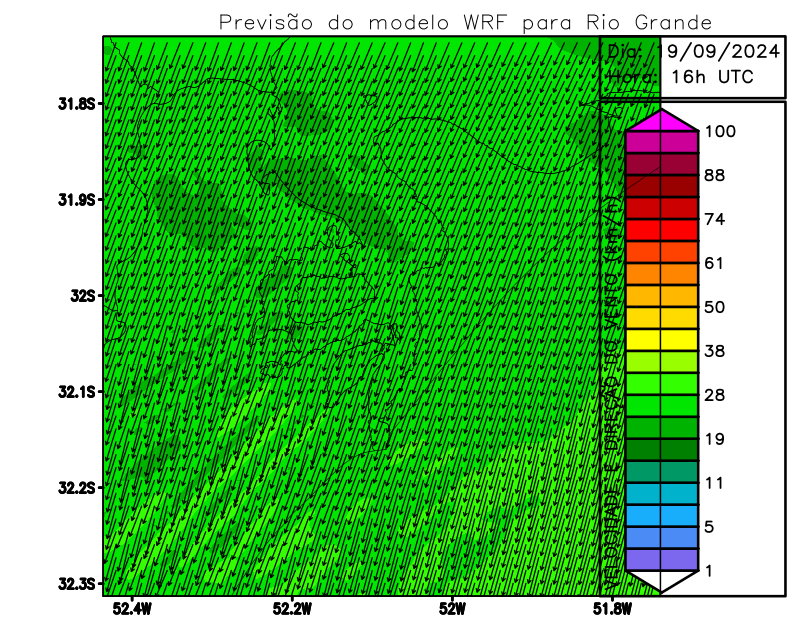 Previsão do modelo WRF para Rio Grande
Dia: 19/09/2024
Hora: 16h UTC
31.8S
31.9S
32S
32.1S
32.2S
32.3S
52.4W
52.2W
52W
51.8W
VELOCIDADE E DIREÇÃO DO VENTO (km/h)
100
88
74
61
50
38
28
19
11
5
1